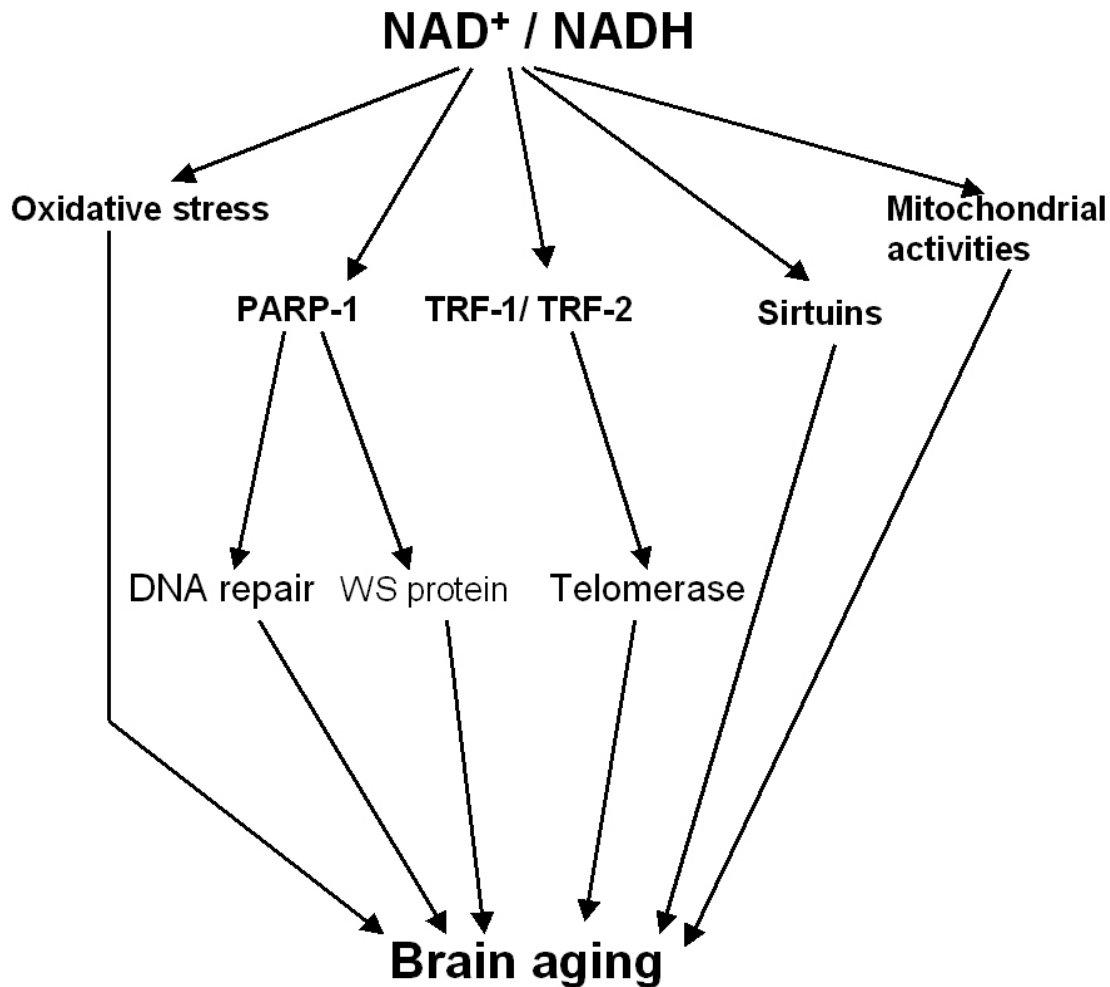 NAD⁺ / NADH
Oxidative stress
Mitochondrial
activities
PARP-1
TRF-1/ TRF-2
Sirtuins
DNA repair
WS protein
Telomerase
Brain aging